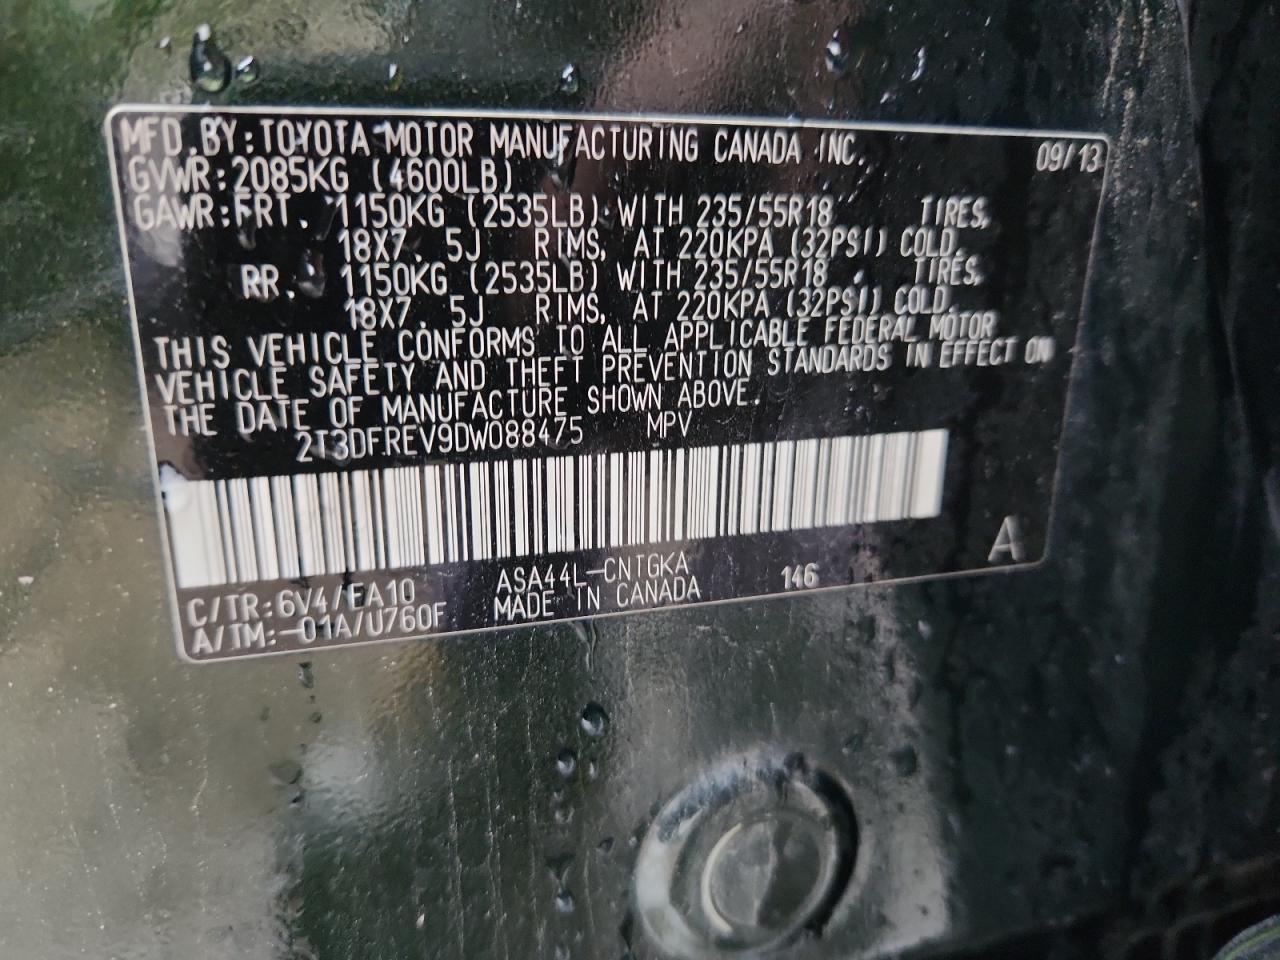 MFD. BY: TOYOTA MOTOR MANUFACTURING CANADA INC. 09/13
GVWR: 2085KG (4600LB)
GAWR: FRT. 1150KG (2535LB) WITH 235/55R18 TIRES,
18X7. 5J RIMS, AT 220KPA (32PSI) COLD.
RR. 1150KG (2535LB) WITH 235/55R18 TIRES,
18X7. 5J RIMS, AT 220KPA (32PSI) COLD.
THIS VEHICLE CONFORMS TO ALL APPLICABLE FEDERAL MOTOR
VEHICLE SAFETY AND THEFT PREVENTION STANDARDS IN EFFECT ON
THE DATE OF MANUFACTURE SHOWN ABOVE.
2T3DFREV9DW088475 MPV
A
C/TR: 6V4/EA10 ASA44L-CNTGKA 146
A/TM: -01A/U760F MADE IN CANADA